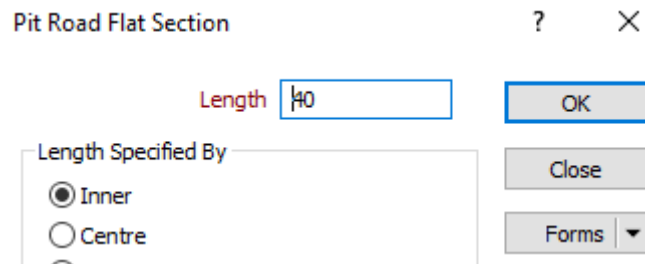 Pit Road Flat Section ?
Length 40
OK
Length Specified By
Close
Inner
Centre
Forms